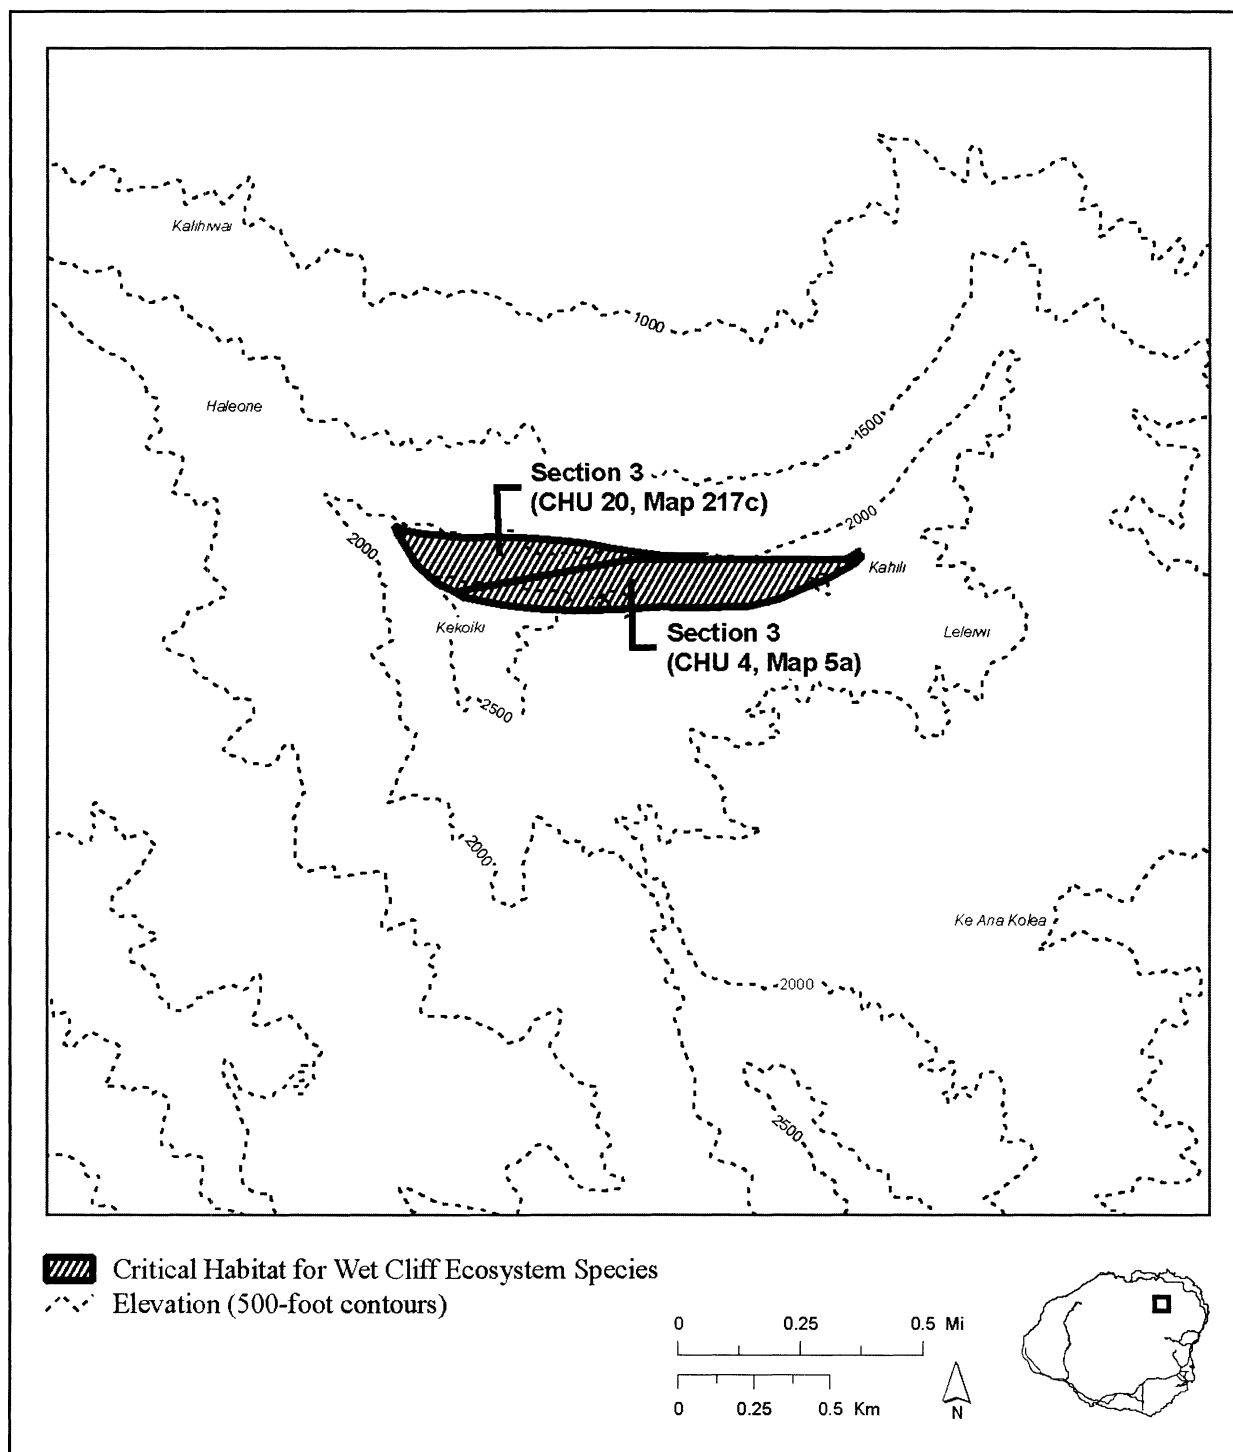 Kalihiwai
1000
Haleone
1500
Section 3
(CHU 20, Map 217c)
2000
2000
Kahili
Kekoiki
Leleiwi
Section 3
(CHU 4, Map 5a)
2500
2000
Ke Ana Kolea
2000
2500
Critical Habitat for Wet Cliff Ecosystem Species
Elevation (500-foot contours)
0 0.25 0.5 Mi
0 0.25 0.5 Km
N